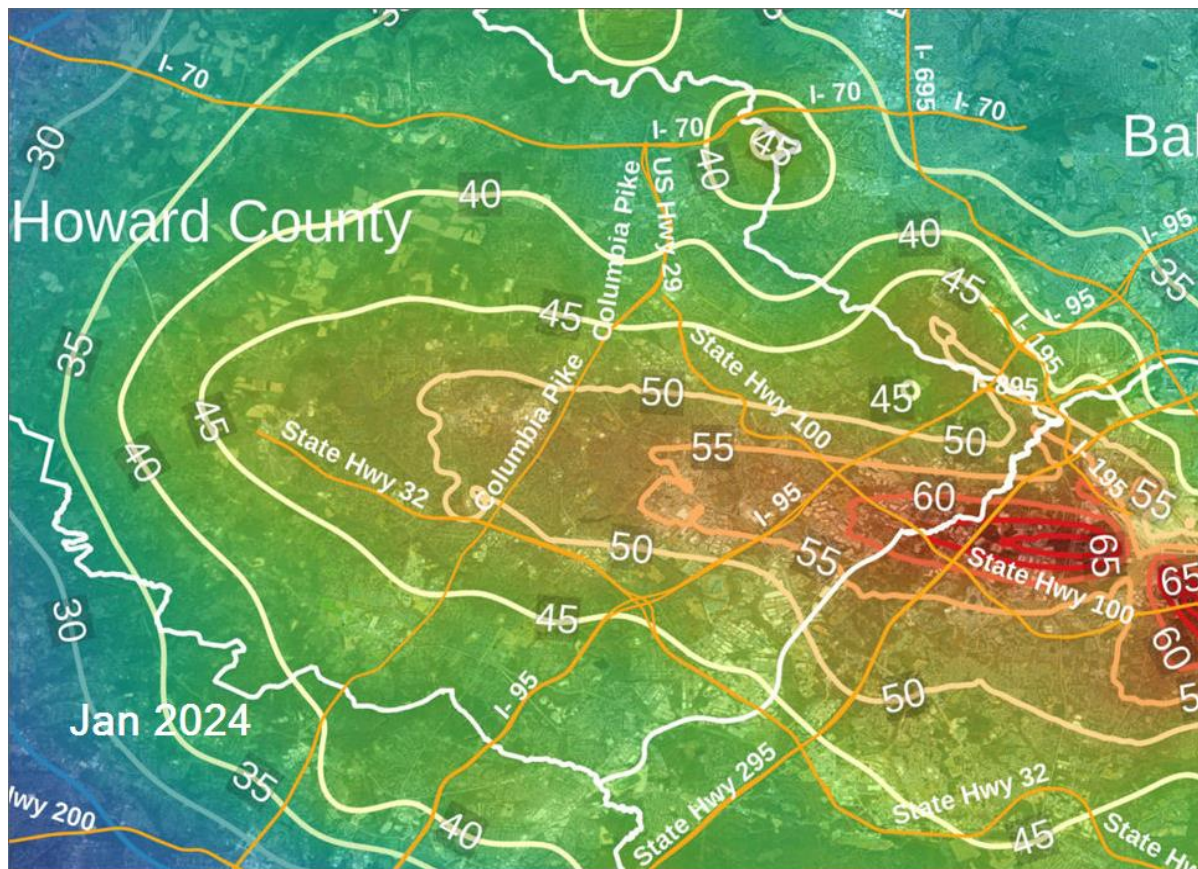 30
I- 70
I- 695
I- 70
I- 70
I- 70
45
Bal
30
40
40
US Hwy 29
Columbia Pike
Howard County
40
I- 95
35
45
45
I- 95
I- 195
35
State Hwy 100
Columbia Pike
50
45
I- 895
45
State Hwy 32
55
50
40
I- 195
55
60
I- 95
50
55
65
State Hwy 100
65
30
45
60
50
I- 95
Jan 2024
35
State Hwy 295
State Hwy 32
Hwy 200
40
45
State Hw